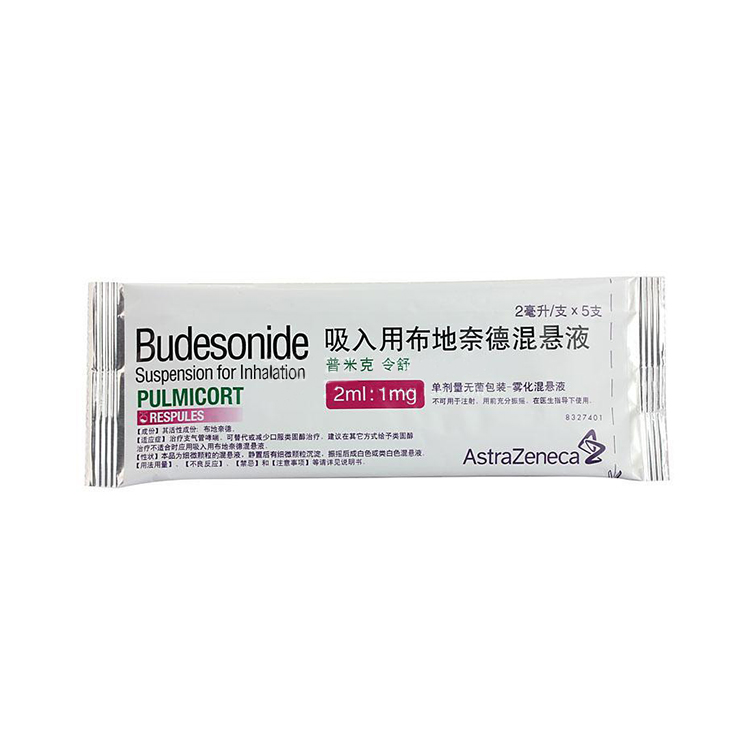 2毫升/支 x 5支
Budesonide
Suspension for Inhalation
吸入用布地奈德混悬液
普米克 令舒
PULMICORT
RESPULES
2ml:1mg
单剂量无菌包装-雾化混悬液
不可用于注射,用前充分振摇,在医生指导下使用.
8327401
【成份】其活性成份:布地奈德.
【适应症】治疗支气管哮喘.可替代或减少口服类固醇治疗.建议在其它方式给予类固醇
治疗不适合时应用吸入用布地奈德混悬液.
【性状】本品为细微颗粒的混悬液,静置后有细微颗粒沉淀,振摇后成白色或类白色混悬液.
【用法用量】、【不良反应】、【禁忌】和【注意事项】等请详见说明书.
AstraZeneca